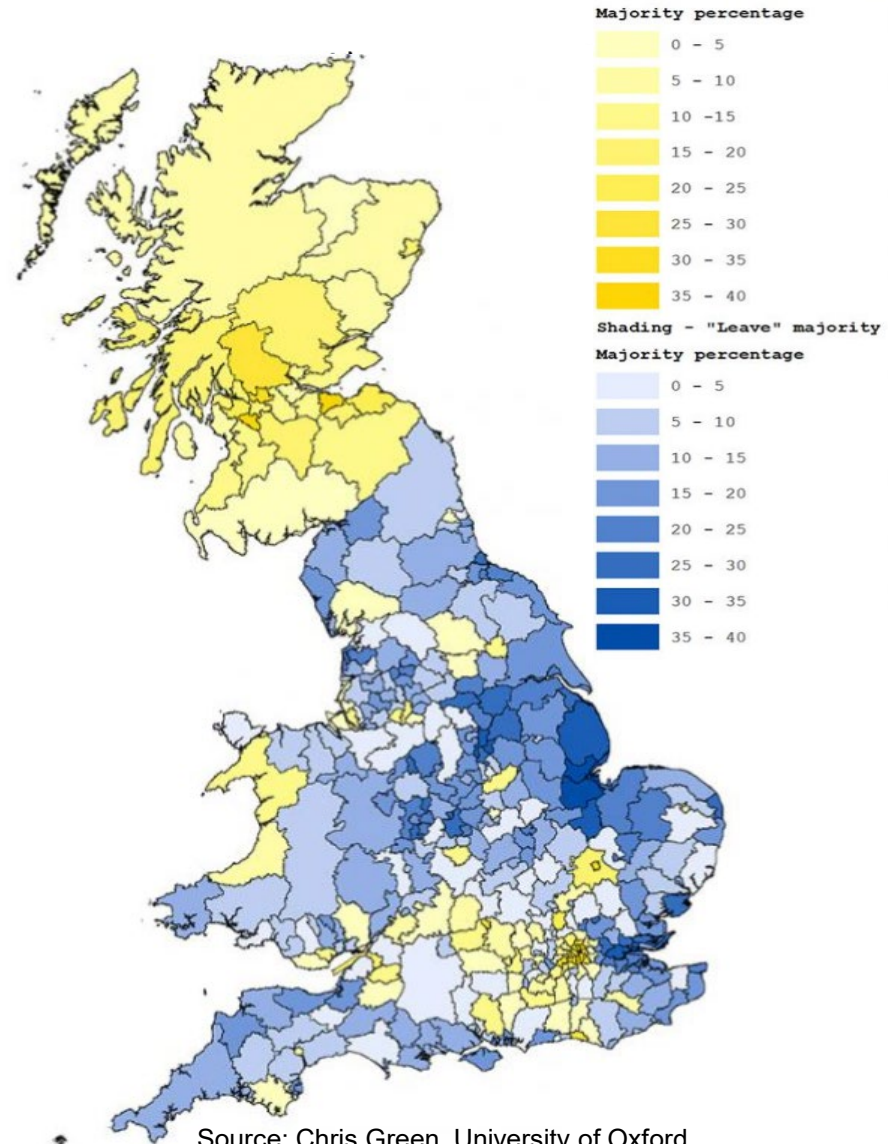 Majority percentage
0 - 5
5 - 10
10 -15
15 - 20
20 - 25
25 - 30
30 - 35
35 - 40
Shading - "Leave" majority
Majority percentage
0 - 5
5 - 10
10 - 15
15 - 20
20 - 25
25 - 30
30 - 35
35 - 40
Source: Chris Green, University of Oxford